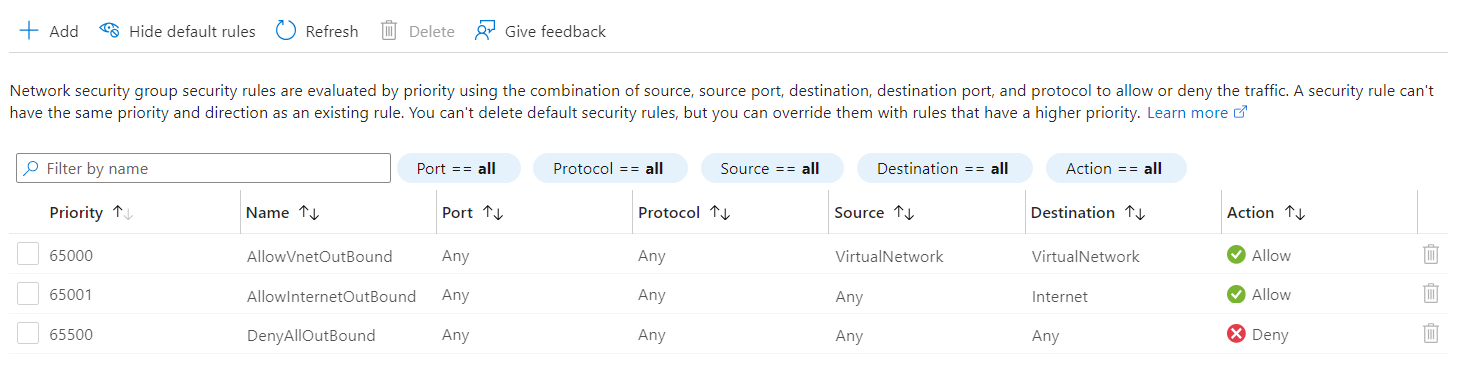 Add Hide default rules Refresh Delete Give feedback
Network security group security rules are evaluated by priority using the combination of source, source port, destination, destination port, and protocol to allow or deny the traffic. A security rule can't
have the same priority and direction as an existing rule. You can't delete default security rules, but you can override them with rules that have a higher priority. Learn more
Filter by name Port == all Protocol == all Source == all Destination == all Action == all
Priority Name Port Protocol Source Destination Action
65000 AllowVnetOutBound Any Any VirtualNetwork VirtualNetwork Allow
65001 AllowInternetOutBound Any Any Any Internet Allow
65500 DenyAllOutBound Any Any Any Any Deny